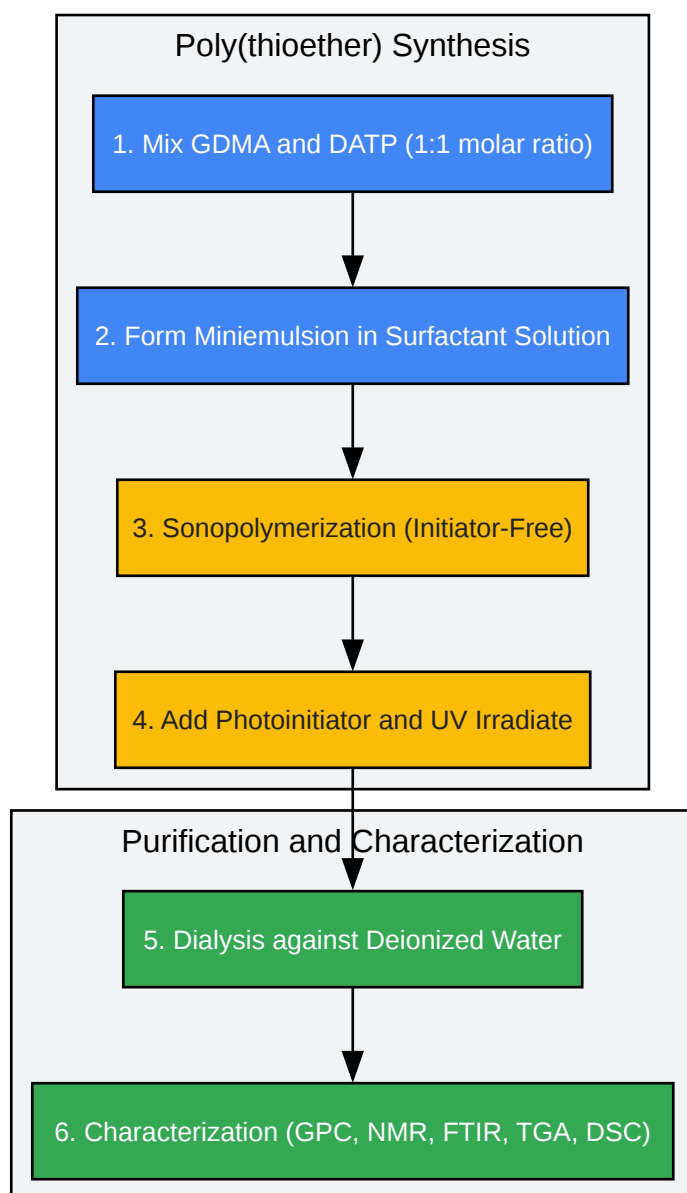 Poly(thioether) Synthesis
1. Mix GDMA and DATP (1:1 molar ratio)
2. Form Miniemulsion in Surfactant Solution
3. Sonopolymerization (Initiator-Free)
4. Add Photoinitiator and UV Irradiate
Purification and Characterization
5. Dialysis against Deionized Water
6. Characterization (GPC, NMR, FTIR, TGA, DSC)